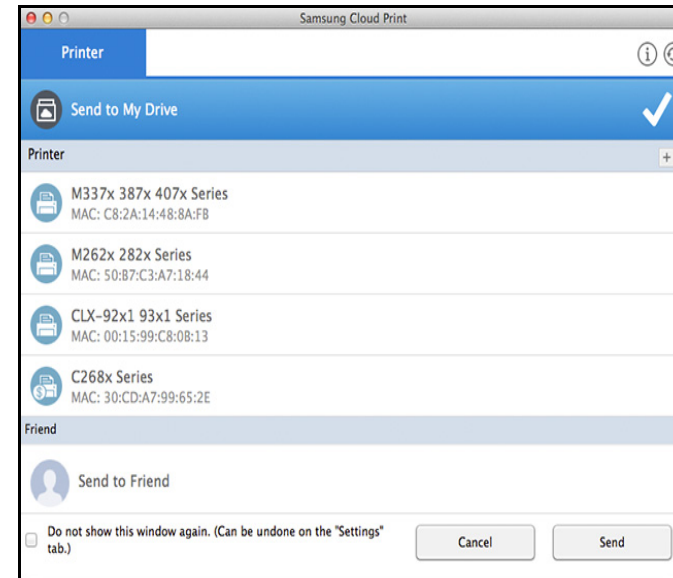 Samsung Cloud Print
Printer
Send to My Drive
Printer
+
M337x 387x 407x Series
MAC: C8:2A:14:48:8A:FB
M262x 282x Series
MAC: 50:B7:C3:A7:18:44
CLX-92x1 93x1 Series
MAC: 00:15:99:C8:0B:13
C268x Series
MAC: 30:CD:A7:99:65:2E
Friend
Send to Friend
Do not show this window again. (Can be undone on the "Settings"
tab.)
Cancel
Send